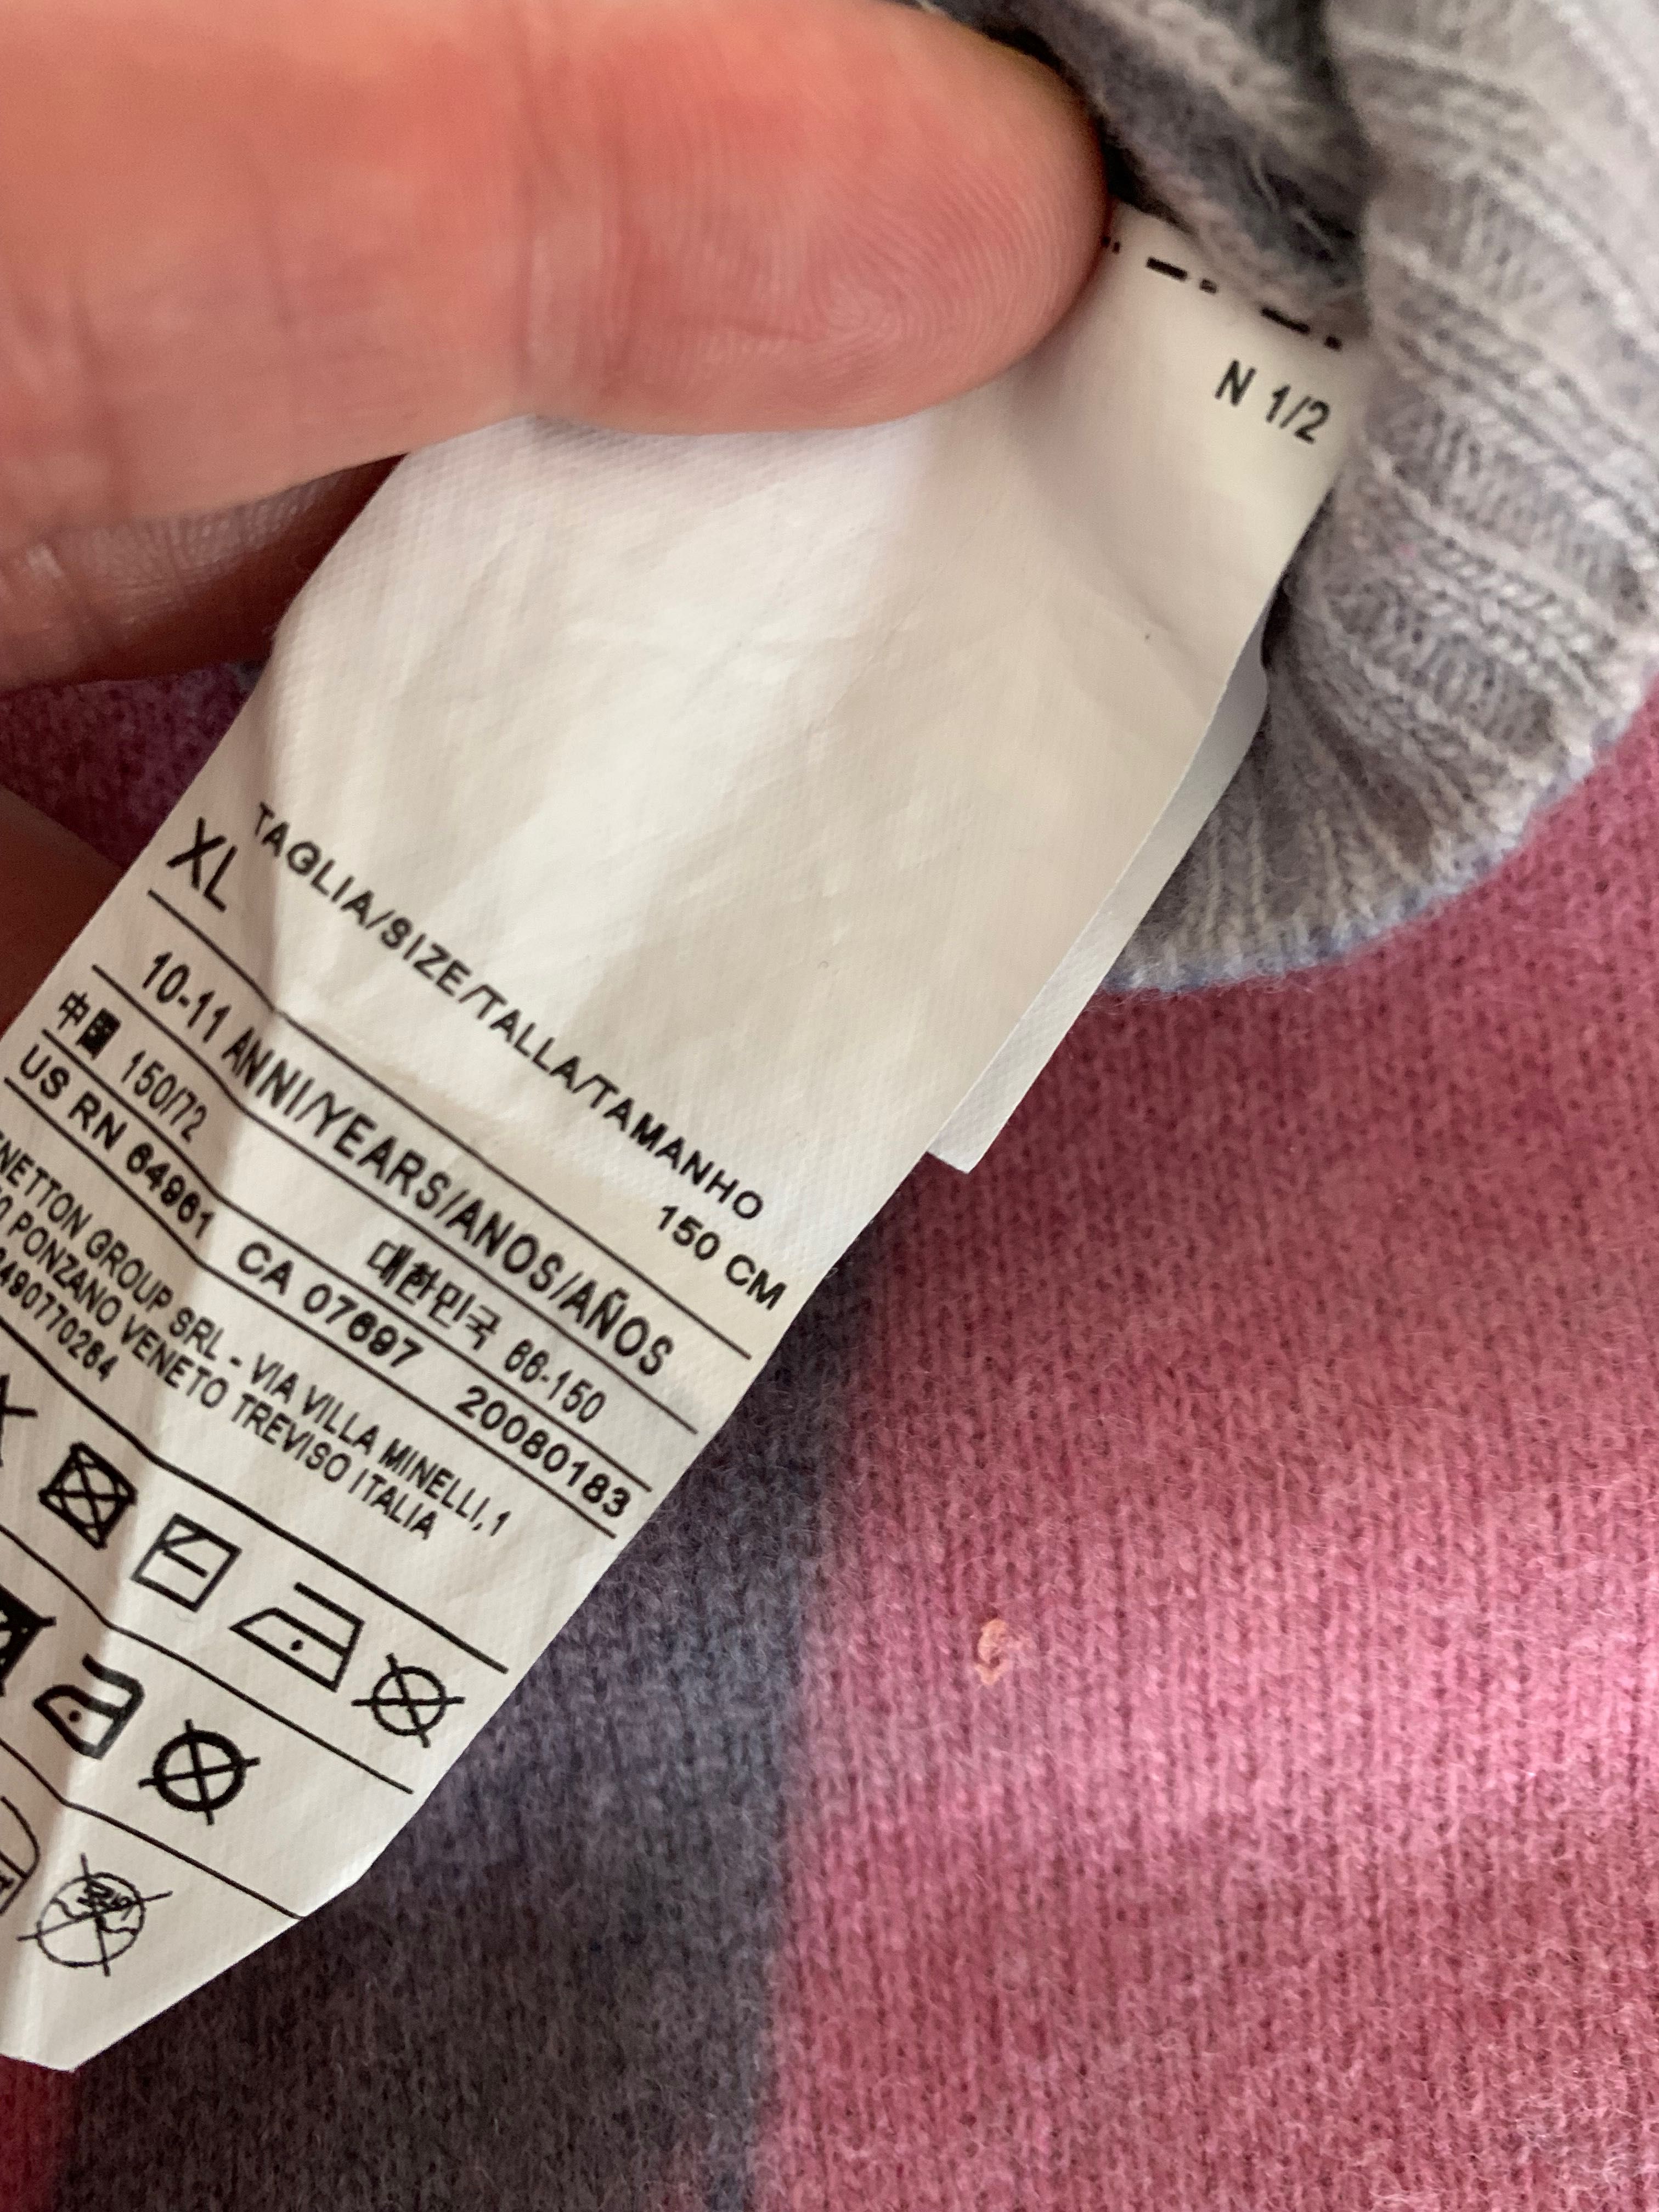 N 1/2
TAGLIA/SIZE/TALLA/TAMANHO
XL 150 CM
10-11 ANNI/YEARS/ANOS/AÑOS
中國 150/72 대한민국 66-150
US RN 64961 CA 07697 20080183
NETTON GROUP SRL - VIA VILLA MINELLI,1
PONZANO VENETO TREVISO ITALIA